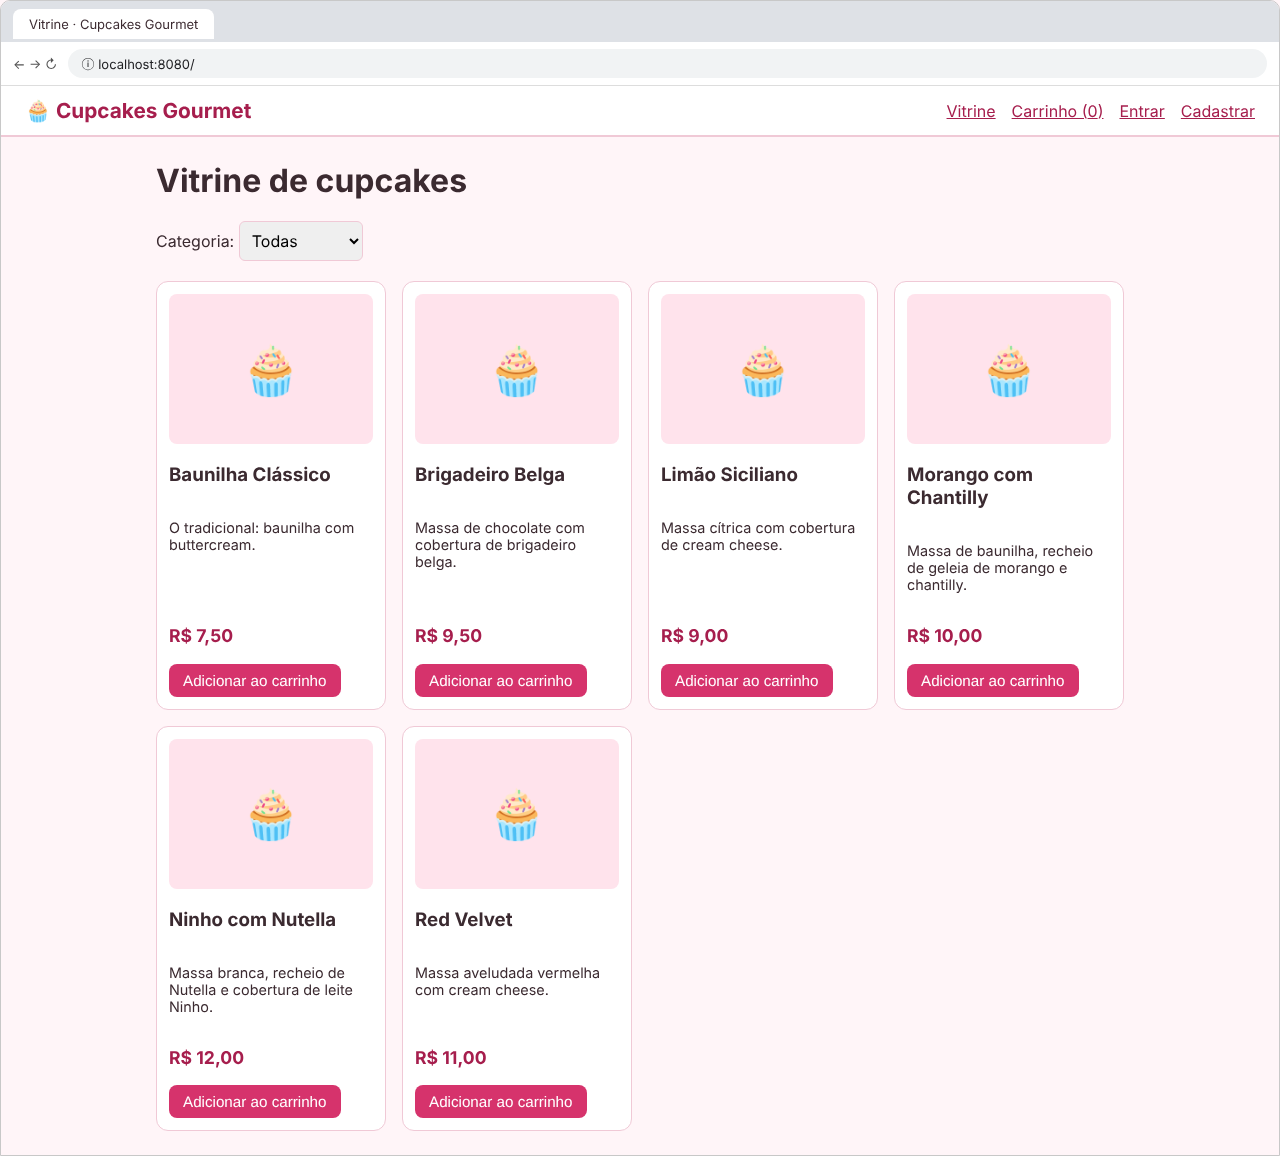 Vitrine · Cupcakes Gourmet
localhost:8080/
Cupcakes Gourmet
Vitrine Carrinho (0) Entrar Cadastrar
Vitrine de cupcakes
Categoria: Todas
Baunilha Clássico
O tradicional: baunilha com
buttercream.
R$ 7,50
Adicionar ao carrinho
Brigadeiro Belga
Massa de chocolate com
cobertura de brigadeiro
belga.
R$ 9,50
Adicionar ao carrinho
Limão Siciliano
Massa cítrica com cobertura
de cream cheese.
R$ 9,00
Adicionar ao carrinho
Morango com
Chantilly
Massa de baunilha, recheio
de geleia de morango e
chantilly.
R$ 10,00
Adicionar ao carrinho
Ninho com Nutella
Massa branca, recheio de
Nutella e cobertura de leite
Ninho.
R$ 12,00
Adicionar ao carrinho
Red Velvet
Massa aveludada vermelha
com cream cheese.
R$ 11,00
Adicionar ao carrinho